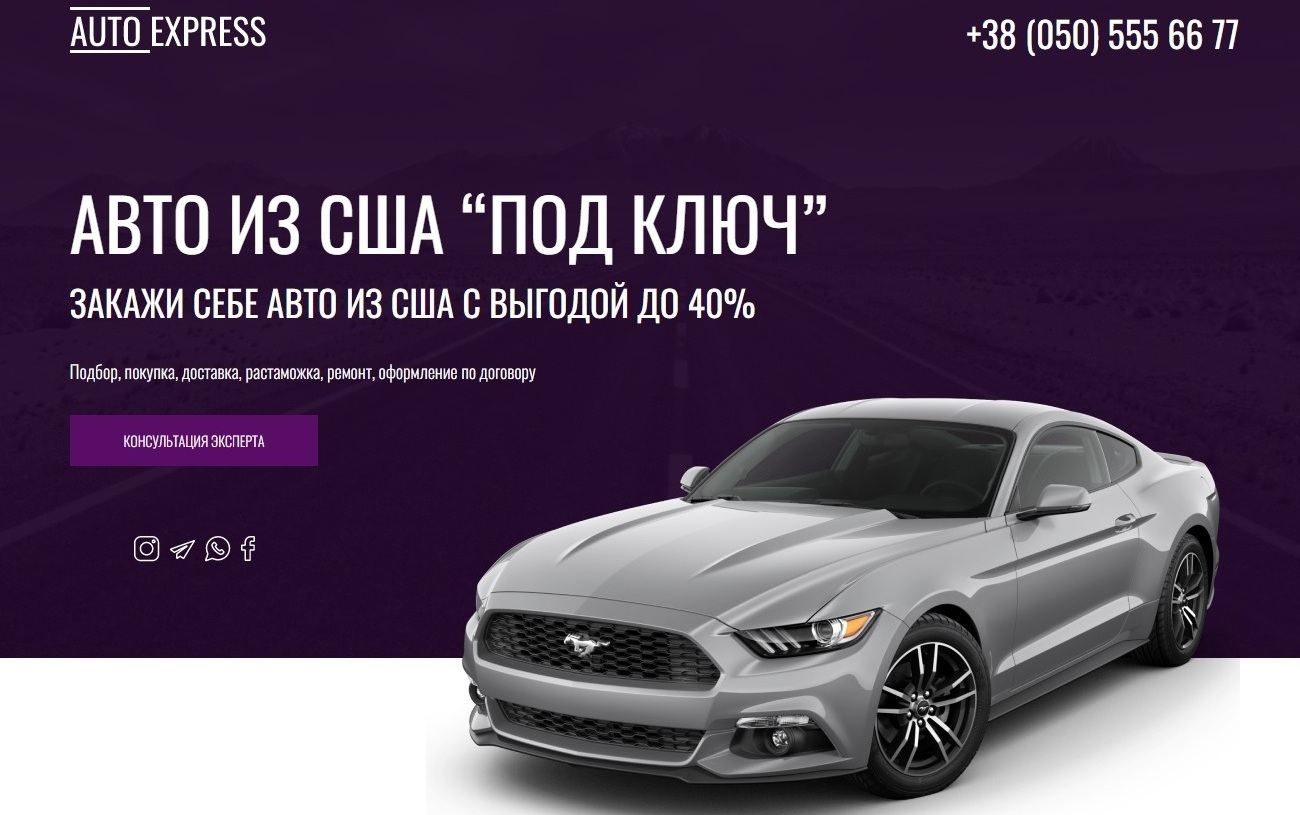 AUTO EXPRESS
+38 (050) 555 66 77
АВТО ИЗ США “ПОД КЛЮЧ”
ЗАКАЖИ СЕБЕ АВТО ИЗ США С ВЫГОДОЙ ДО 40%
Подбор, покупка, доставка, растаможка, ремонт, оформление по договору
КОНСУЛЬТАЦИЯ ЭКСПЕРТА